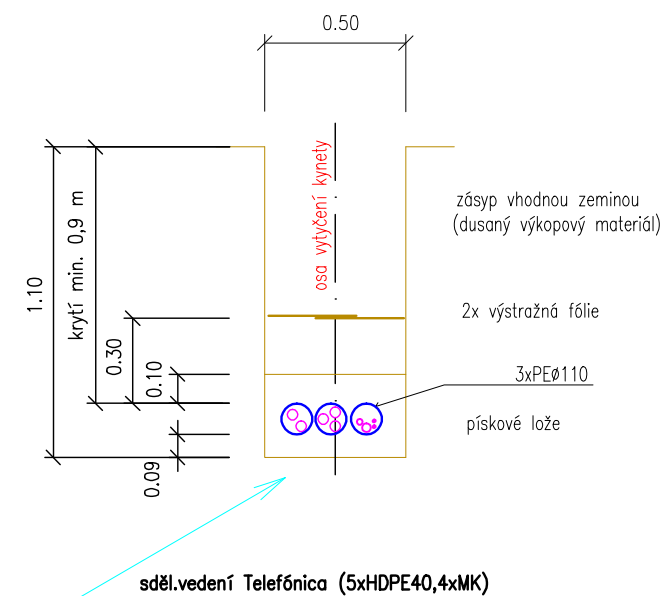 0.50
osa vytyčení kynety
1.10
krytí min. 0,9 m
0.30
0.10
0.09
zásyp vhodnou zeminou
(dusaný výkopový materiál)
2x výstražná fólie
3xPEø110
pískové lože
sděl.vedení Telefónica (5xHDPE40,4xMK)